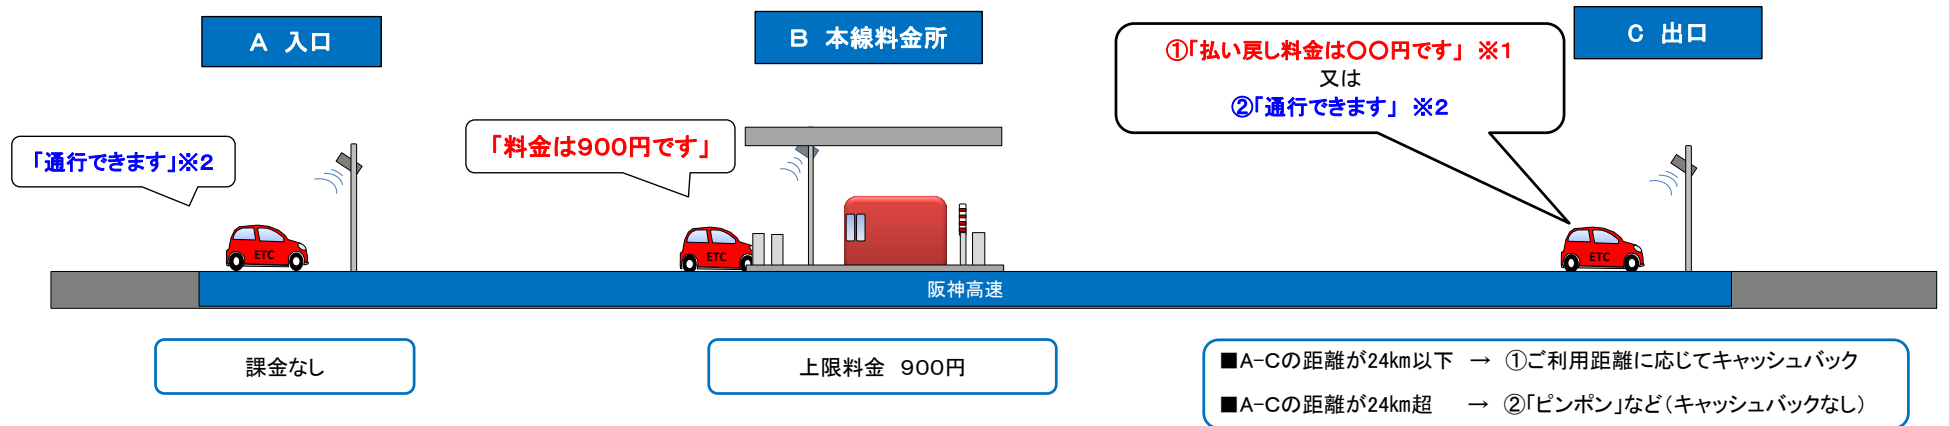 A 入口
B 本線料金所
C 出口
①「払い戻し料金は〇〇円です」 ※1
又は
②「通行できます」 ※2
「通行できます」※2
「料金は900円です」
ETC
ETC
ETC
阪神高速
課金なし
上限料金 900円
■A-Cの距離が24km以下 → ①ご利用距離に応じてキャッシュバック
■A-Cの距離が24km超 → ②「ピンポン」など(キャッシュバックなし)